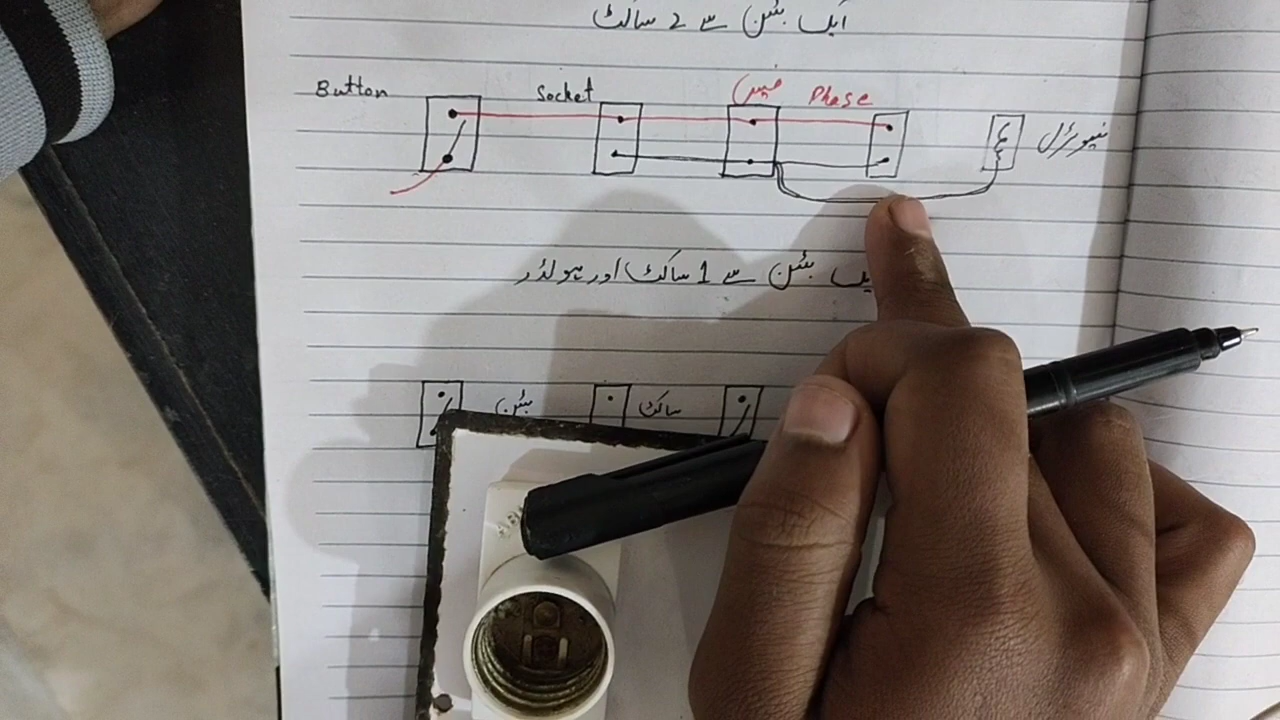 ایک بٹن سے 2 ساکٹ
Button Socket فیس Phase
نیوٹرل
بٹن سے 1 ساکٹ اور ہولڈر
بٹن ساکٹ